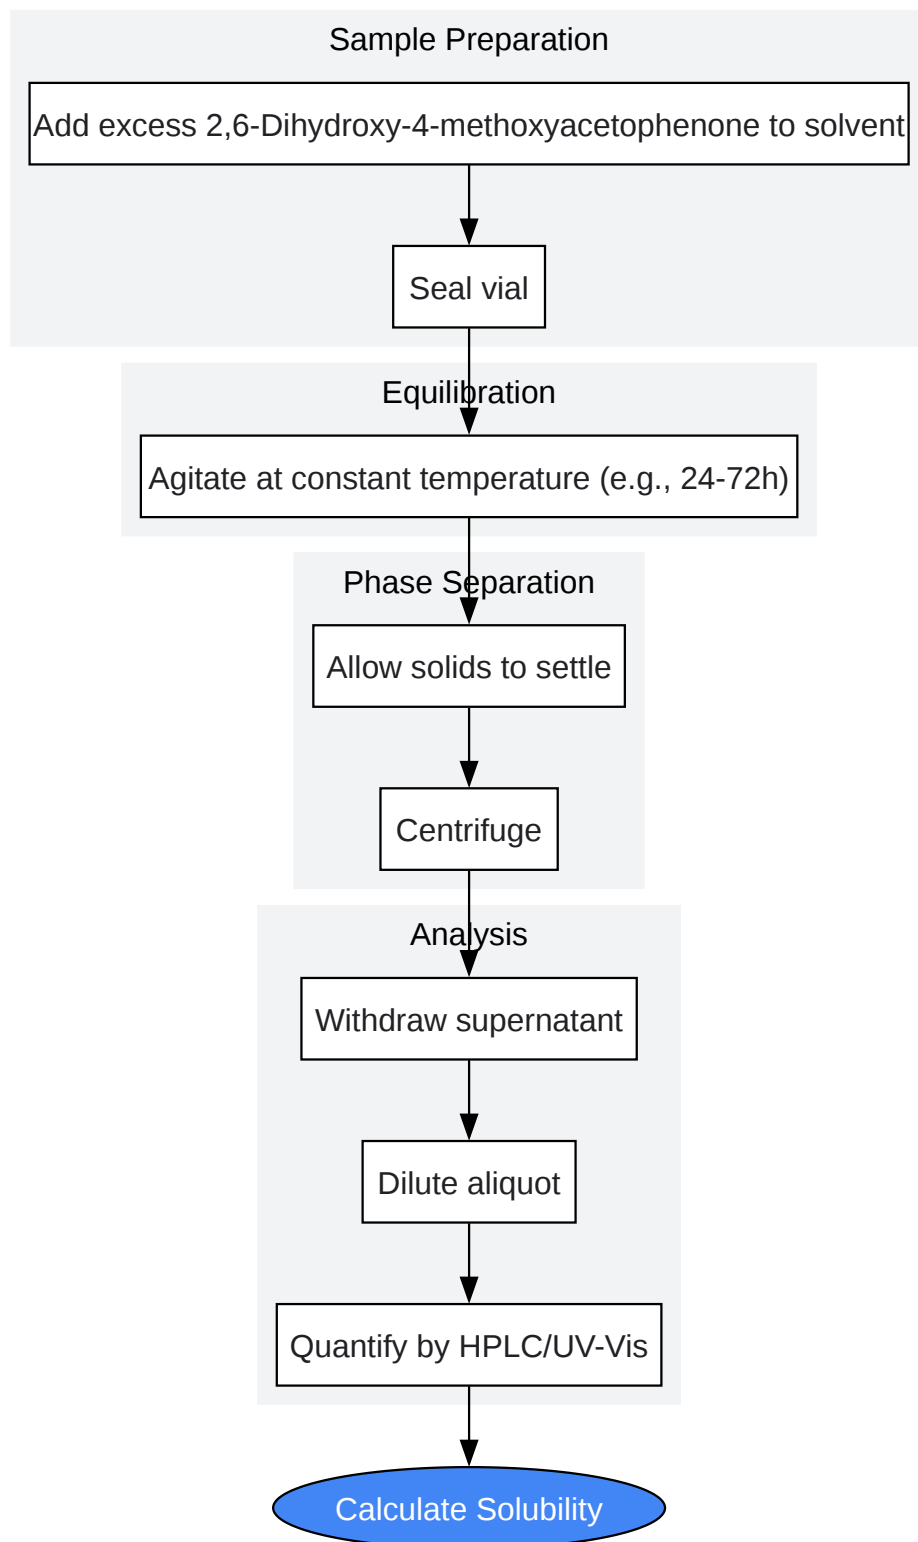 Sample Preparation
Add excess 2,6-Dihydroxy-4-methoxyacetophenone to solvent
Seal vial
Equilibration
Agitate at constant temperature (e.g., 24-72h)
Phase Separation
Allow solids to settle
Centrifuge
Analysis
Withdraw supernatant
Dilute aliquot
Quantify by HPLC/UV-Vis
Calculate Solubility